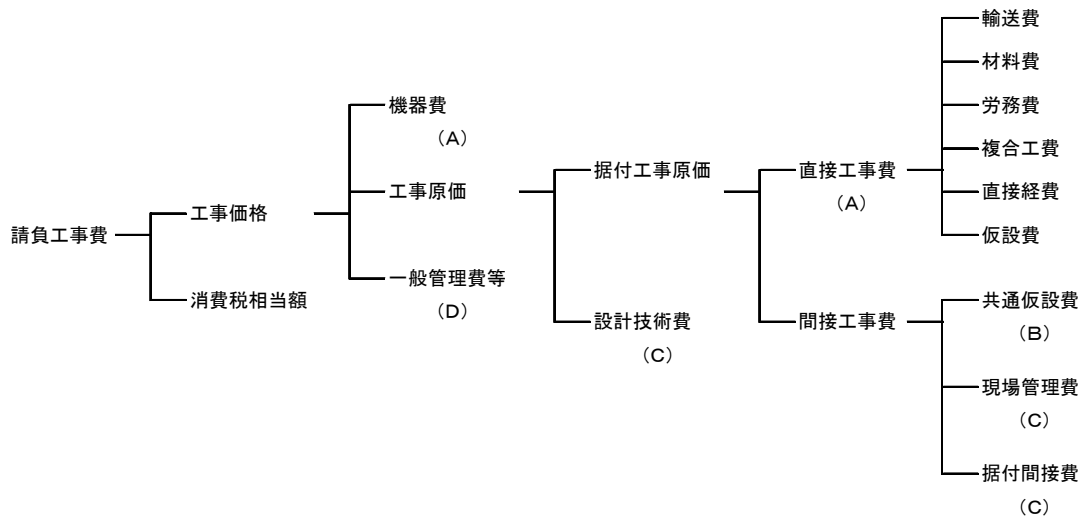 輸送費
材料費
機器費
労務費
(A)
複合工費
据付工事原価
直接工事費
工事原価
直接経費
(A)
工事価格
請負工事費
仮設費
一般管理費等
消費税相当額
共通仮設費
(D)
設計技術費
間接工事費
(B)
(C)
現場管理費
(C)
据付間接費
(C)